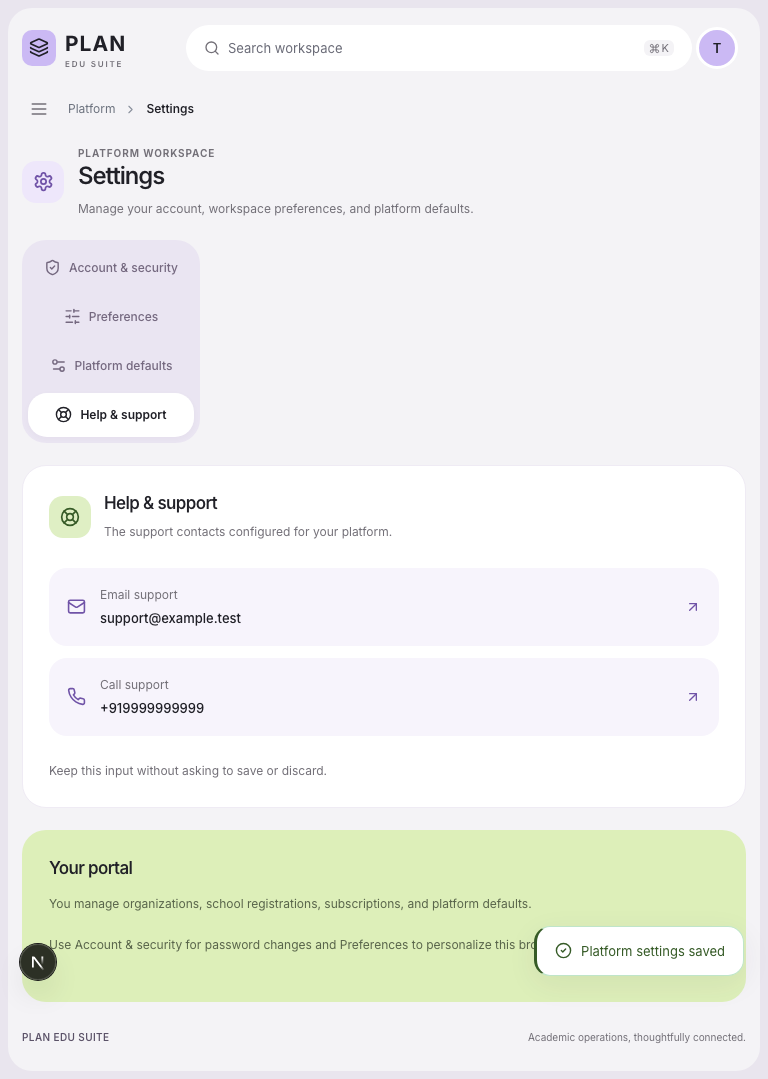 PLAN
EDU SUITE
Search workspace
⌘K
T
Platform > Settings
PLATFORM WORKSPACE
Settings
Manage your account, workspace preferences, and platform defaults.
Account & security
Preferences
Platform defaults
Help & support
Help & support
The support contacts configured for your platform.
Email support
support@example.test
Call support
+919999999999
Keep this input without asking to save or discard.
Your portal
You manage organizations, school registrations, subscriptions, and platform defaults.
Use Account & security for password changes and Preferences to personalize this
Platform settings saved
N
PLAN EDU SUITE
Academic operations, thoughtfully connected.